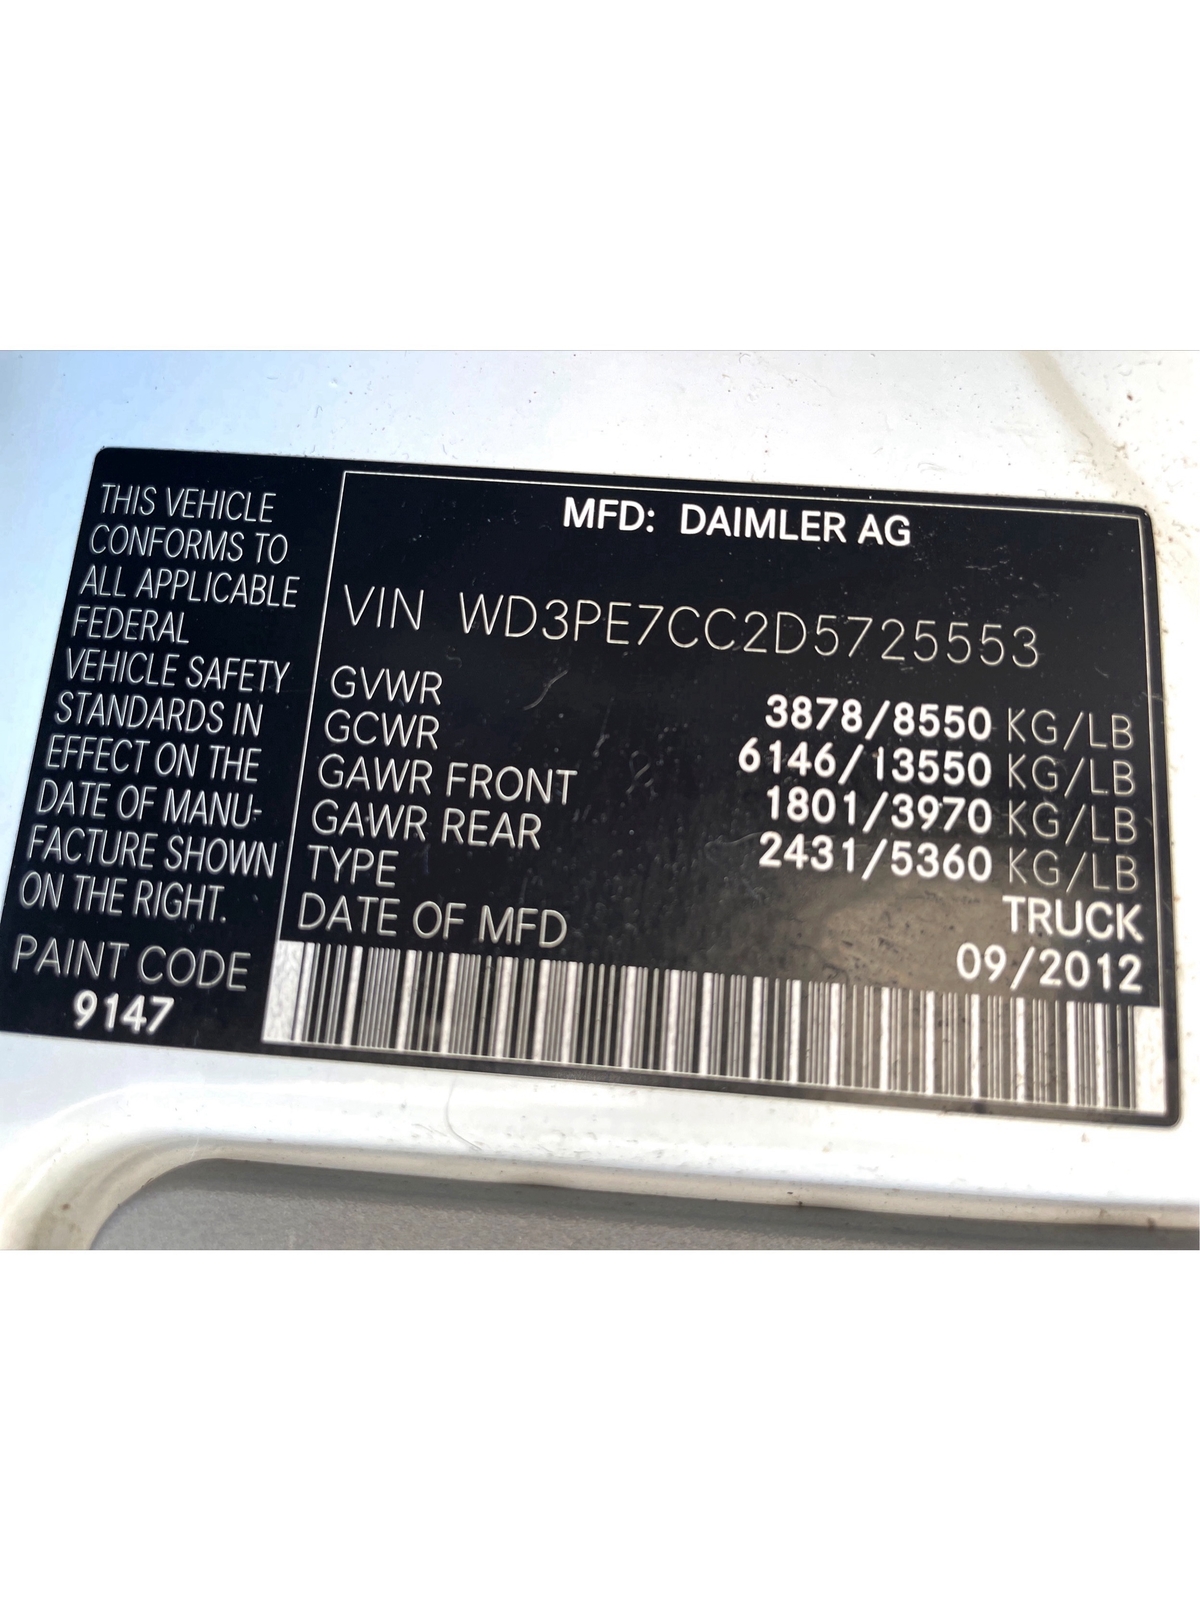 THIS VEHICLE
CONFORMS TO
ALL APPLICABLE
FEDERAL
VEHICLE SAFETY
STANDARDS IN
EFFECT ON THE
DATE OF MANU-
FACTURE SHOWN
ON THE RIGHT.
PAINT CODE
9147
MFD: DAIMLER AG
VIN WD3PE7CC2D5725553
GVWR 3878/8550 KG/LB
GCWR 6146/13550 KG/LB
GAWR FRONT 1801/3970 KG/LB
GAWR REAR 2431/5360 KG/LB
TYPE TRUCK
DATE OF MFD 09/2012